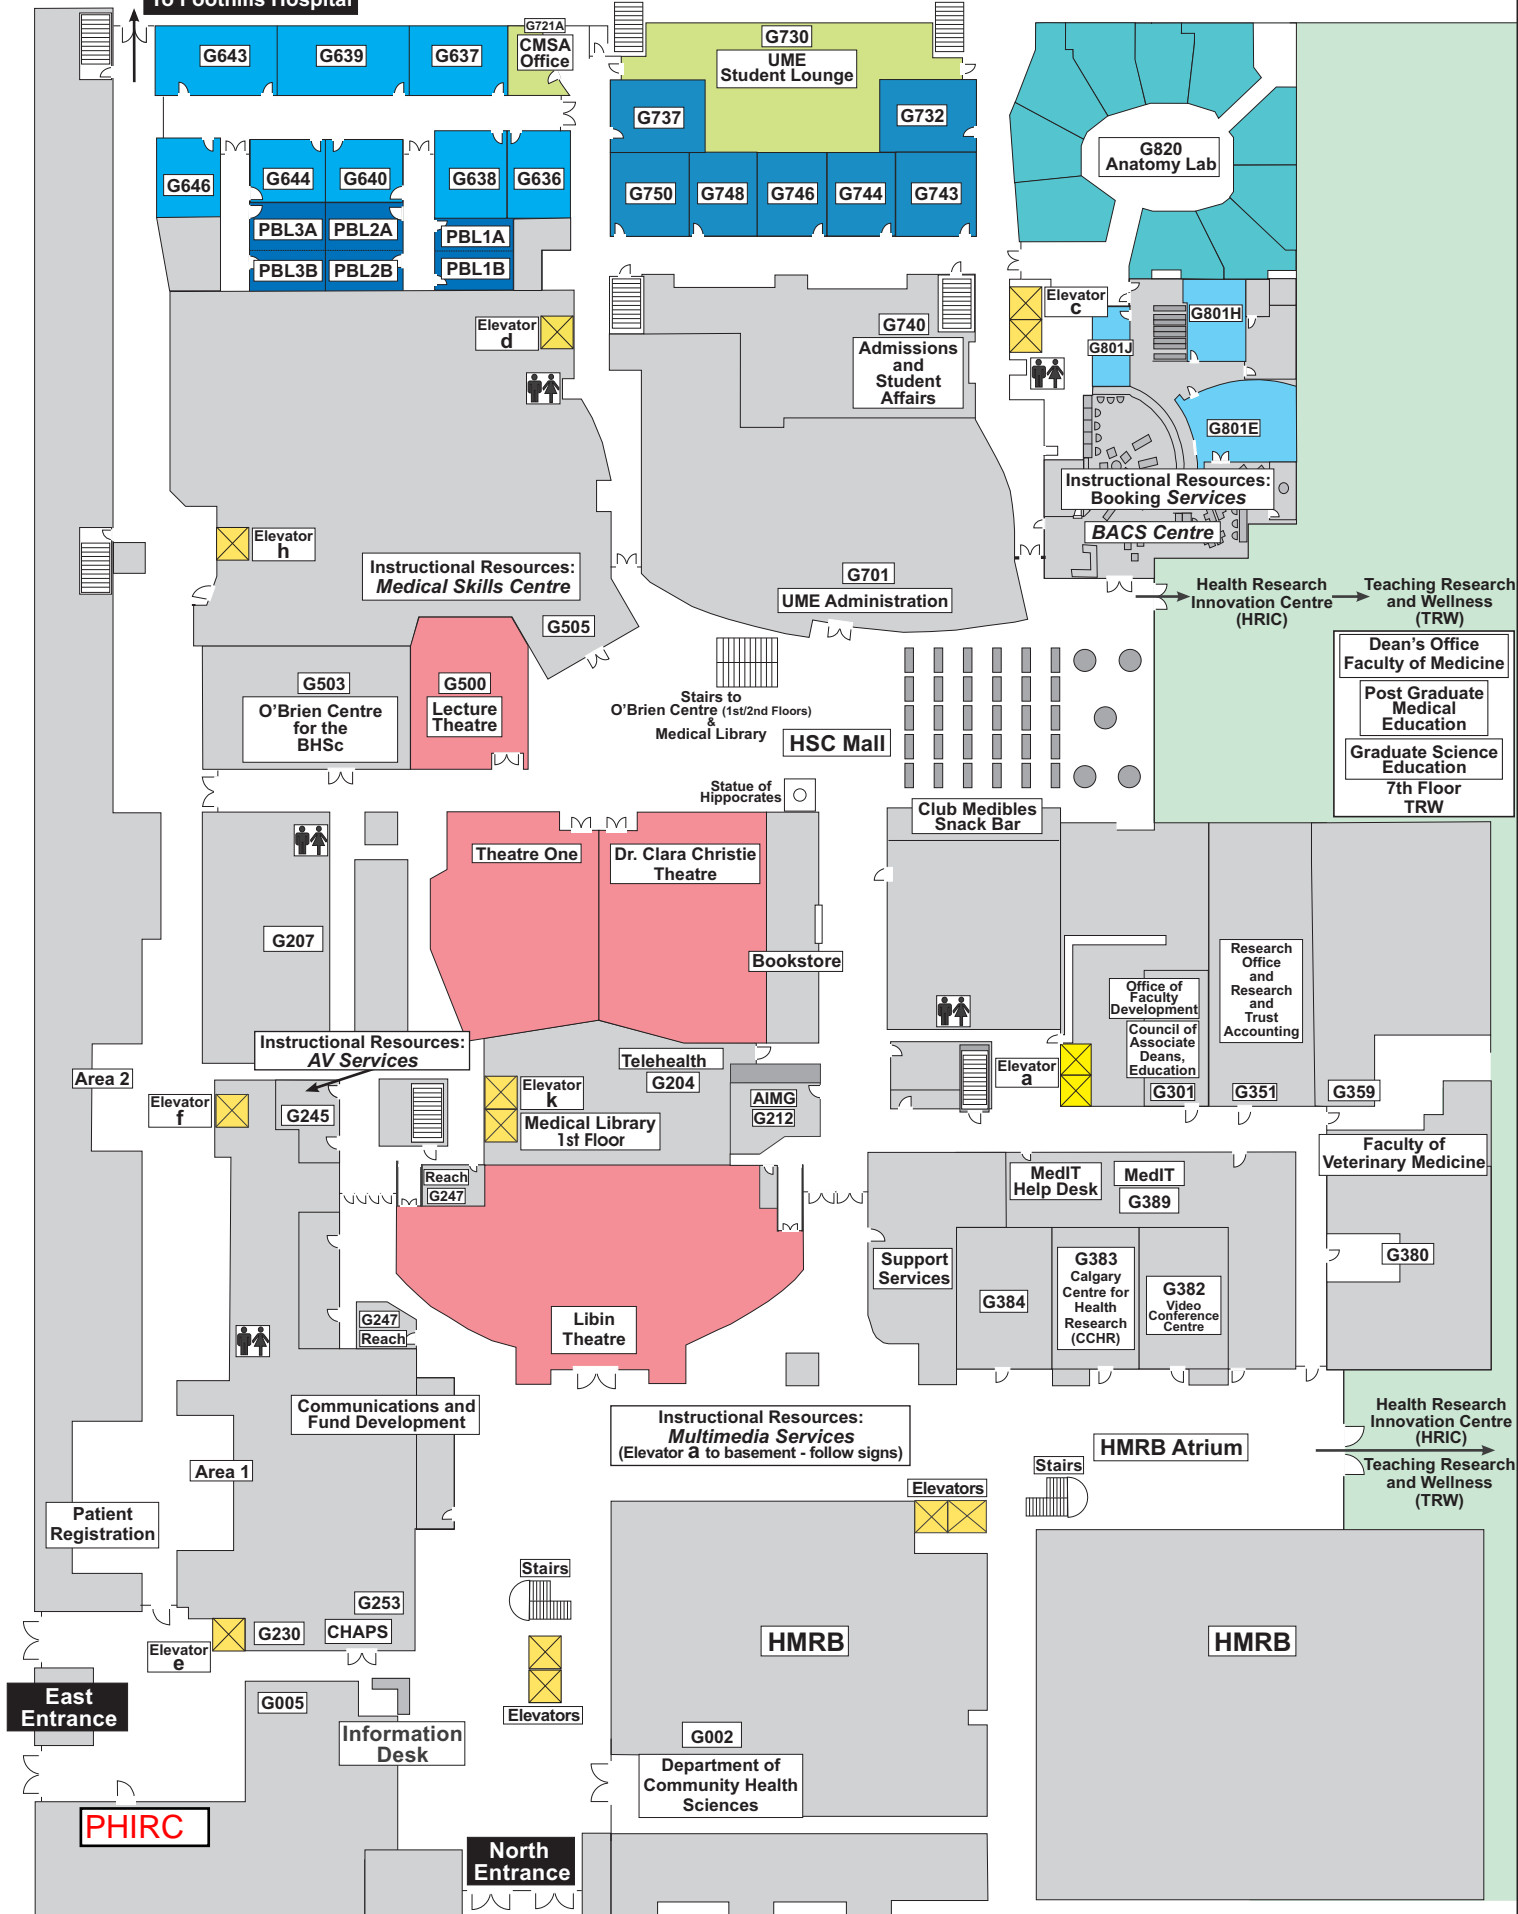 To Foothills Hospital
G643
G639
G637
G721A
CMSA
Office
G730
UME
Student Lounge
G737
G732
G820
Anatomy Lab
G646
G644
G640
G638
G636
G750
G748
G746
G744
G743
PBL3A
PBL2A
PBL1A
PBL3B
PBL2B
PBL1B
Elevator
d
G740
Admissions
and
Student
Affairs
Elevator
c
G801H
G801J
G801E
Instructional Resources:
Booking Services
BACS Centre
Elevator
h
Instructional Resources:
Medical Skills Centre
G505
G701
UME Administration
Health Research
Innovation Centre
(HRIC)
Teaching Research
and Wellness
(TRW)
Dean's Office
Faculty of Medicine
Post Graduate
Medical
Education
Graduate Science
Education
7th Floor
TRW
G503
O'Brien Centre
for the
BHSc
G500
Lecture
Theatre
Stairs to
O'Brien Centre (1st/2nd Floors)
&
Medical Library
HSC Mall
Statue of
Hippocrates
Club Medibles
Snack Bar
Theatre One
Dr. Clara Christie
Theatre
G207
Bookstore
Research
Office
and
Research
and
Trust
Accounting
Office of
Faculty
Development
Council of
Associate
Deans,
Education
G301
G351
G359
Instructional Resources:
AV Services
Telehealth
G204
Elevator
a
Area 2
Elevator
f
G245
Elevator
k
Medical Library
1st Floor
AIMG
G212
Faculty of
Veterinary Medicine
Reach
G247
MedIT
Help Desk
MedIT
G389
Support
Services
G384
G383
Calgary
Centre for
Health
Research
(CCHR)
G382
Video
Conference
Centre
G380
G247
Reach
Libin
Theatre
Communications and
Fund Development
Instructional Resources:
Multimedia Services
(Elevator a to basement - follow signs)
HMRB Atrium
Health Research
Innovation Centre
(HRIC)
Teaching Research
and Wellness
(TRW)
Area 1
Stairs
Elevators
Patient
Registration
Stairs
G253
CHAPS
G230
Elevator
e
HMRB
HMRB
East
Entrance
G005
Information
Desk
Elevators
G002
Department of
Community Health
Sciences
PHIRC
North
Entrance